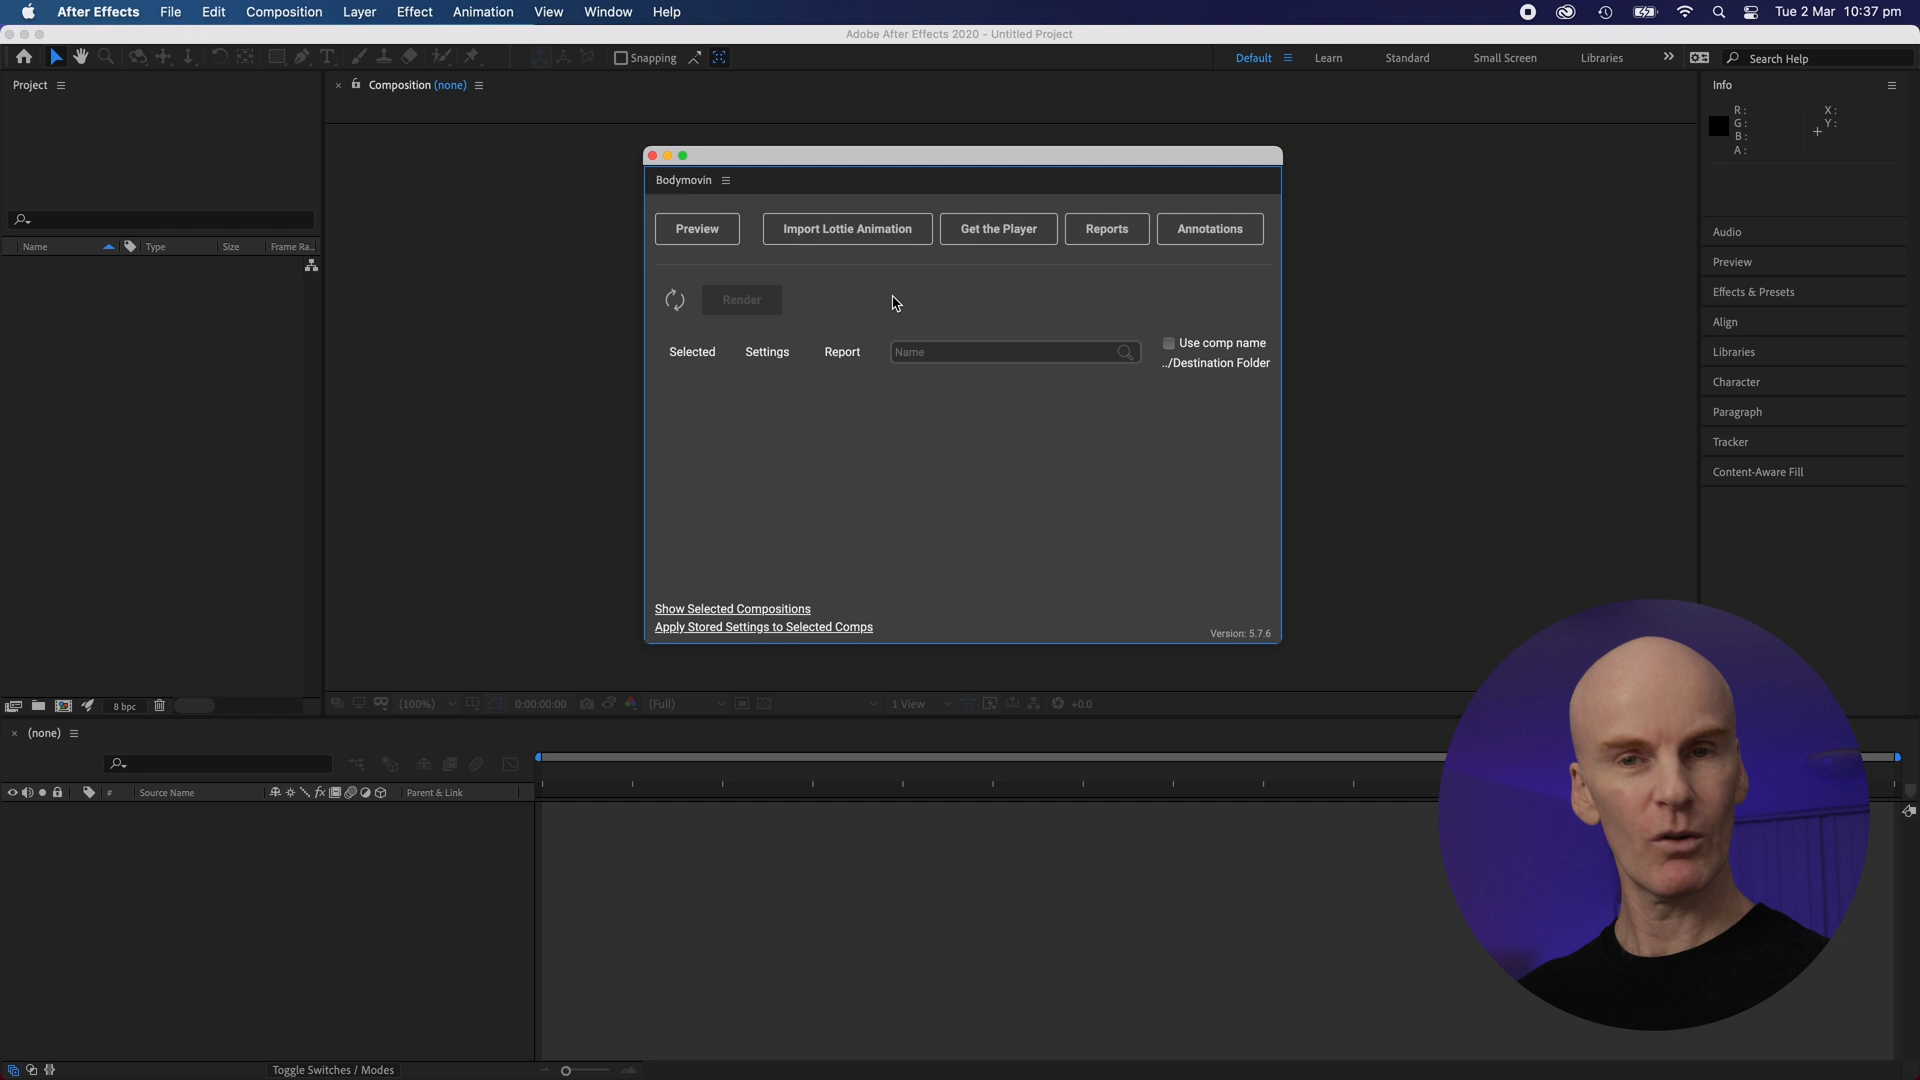 After Effects File Edit Composition Layer Effect Animation View Window Help Tue 2 Mar 10:37 pm
Adobe After Effects 2020 - Untitled Project
Snapping Default Learn Standard Small Screen Libraries Search Help
Project
Composition (none)
Info
R:
G:
B:
A:
X:
Y:
Name Type Size Frame Ra...
Bodymovin
Preview Import Lottie Animation Get the Player Reports Annotations
Render
Selected Settings Report Name
Use comp name
../Destination Folder
Show Selected Compositions
Apply Stored Settings to Selected Comps
Version: 5.7.6
Audio
Preview
Effects & Presets
Align
Libraries
Character
Paragraph
Tracker
Content-Aware Fill
8 bpc
(100%) 0:00:00:00 (Full) 1 View +0.0
(none)
# Source Name fx Parent & Link
Toggle Switches / Modes